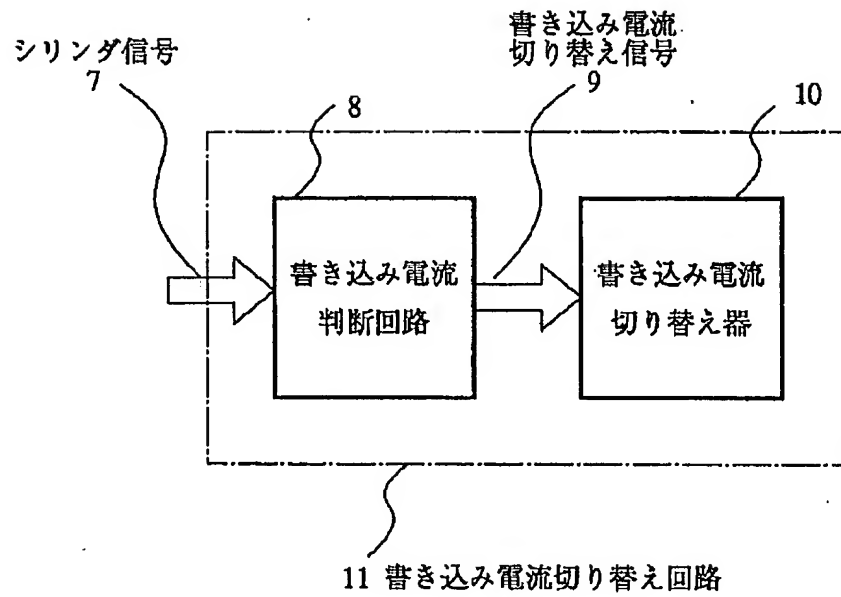 シリンダ信号
7
書き込み電流
切り替え信号
9
8
10
書き込み電流
判断回路
書き込み電流
切り替え器
11 書き込み電流切り替え回路